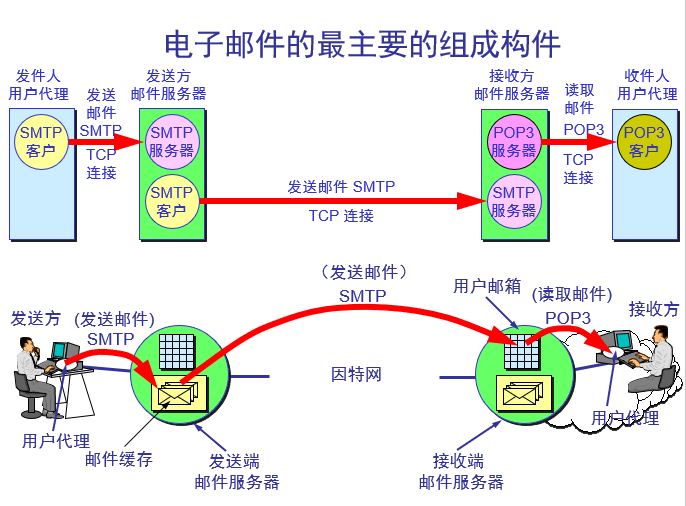 电子邮件的最主要的组成构件
发件人
用户代理
发送
邮件
SMTP
TCP
连接
SMTP
客户
发送方
邮件服务器
SMTP
服务器
SMTP
客户
发送邮件 SMTP
TCP 连接
接收方
邮件服务器
POP3
服务器
SMTP
服务器
读取
邮件
POP3
TCP
连接
收件人
用户代理
POP3
客户
发送方
(发送邮件)
SMTP
（发送邮件）
SMTP
用户邮箱
(读取邮件)
POP3
接收方
因特网
用户代理
邮件缓存
发送端
邮件服务器
接收端
邮件服务器
用户代理